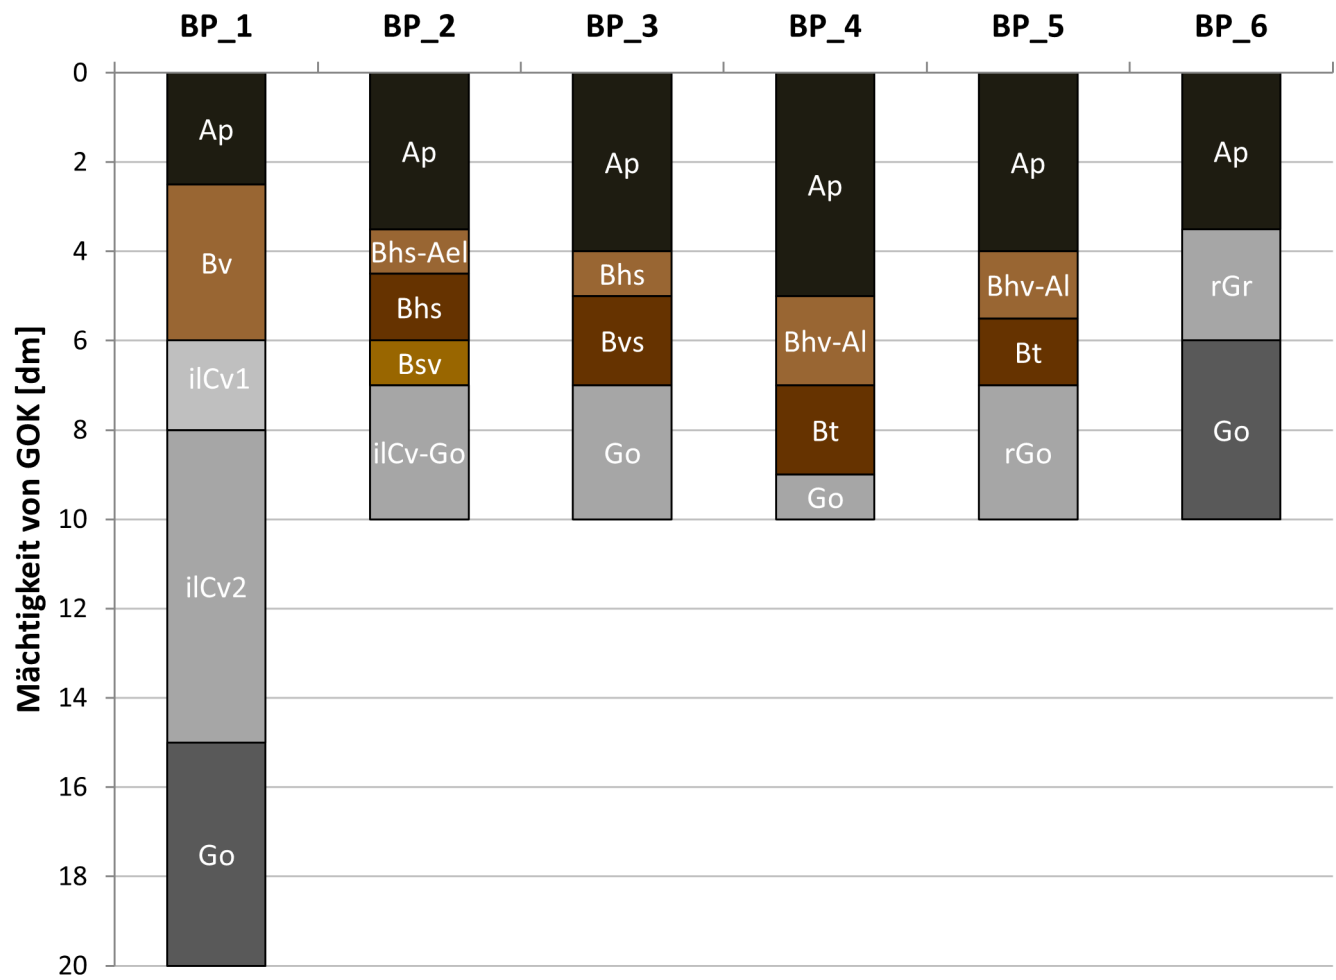 BP_1 BP_2 BP_3 BP_4 BP_5 BP_6
Mächtigkeit von GOK [dm]
0
2
4
6
8
10
12
14
16
18
20
Ap
Bv
ilCv1
ilCv2
Go
Ap
Bhs-Ael
Bhs
Bsv
ilCv-Go
Ap
Bhs
Bvs
Go
Ap
Bhv-Al
Bt
Go
Ap
Bhv-Al
Bt
rGo
Ap
rGr
Go